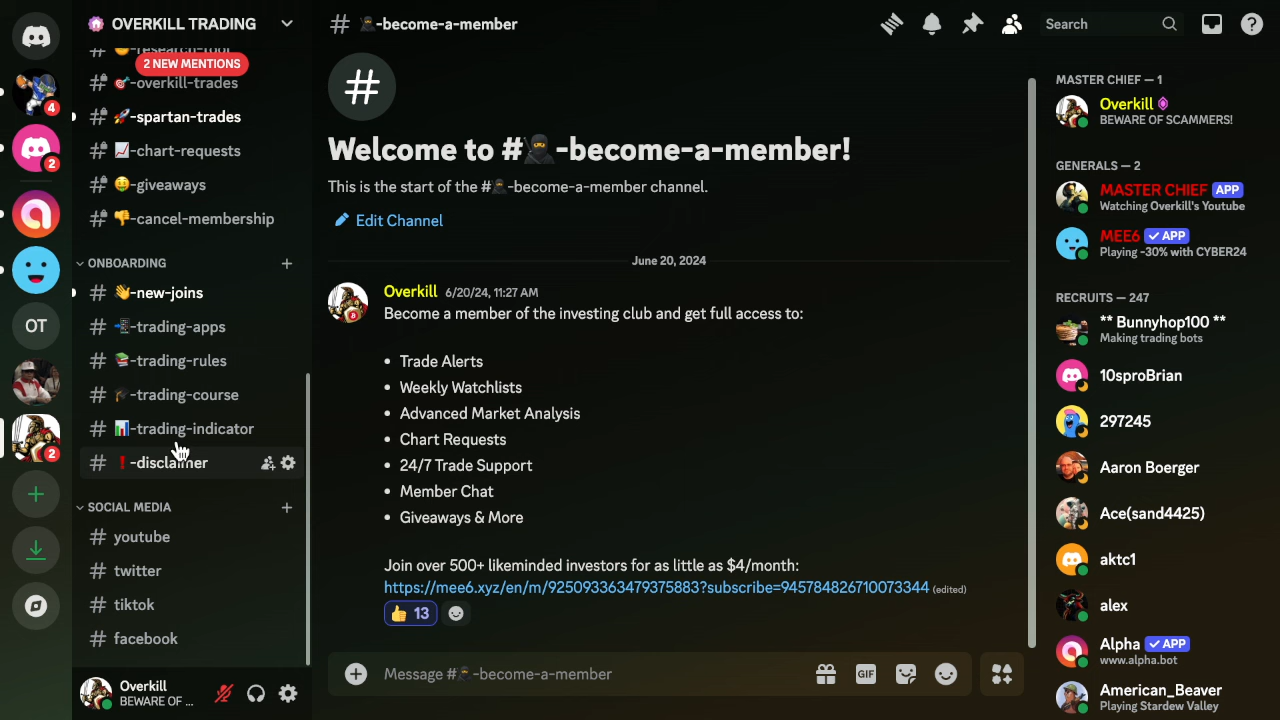 OVERKILL TRADING
-research-tool
2 NEW MENTIONS
-overkill-trades
-spartan-trades
-chart-requests
-giveaways
-cancel-membership
ONBOARDING
-new-joins
-trading-apps
-trading-rules
-trading-course
-trading-indicator
-disclaimer
SOCIAL MEDIA
youtube
twitter
tiktok
facebook
Overkill
BEWARE OF ...
4
2
OT
2
# 🥷-become-a-member
Search
Welcome to #🥷-become-a-member!
This is the start of the #🥷-become-a-member channel.
Edit Channel
June 20, 2024
Overkill 6/20/24, 11:27 AM
Become a member of the investing club and get full access to:
• Trade Alerts
• Weekly Watchlists
• Advanced Market Analysis
• Chart Requests
• 24/7 Trade Support
• Member Chat
• Giveaways & More
Join over 500+ likeminded investors for as little as $4/month:
https://mee6.xyz/en/m/925093363479375883?subscribe=945784826710073344 (edited)
👍 13
Message #🥷-become-a-member
GIF
MASTER CHIEF — 1
Overkill
BEWARE OF SCAMMERS!
GENERALS — 2
MASTER CHIEF APP
Watching Overkill's Youtube
MEE6 ✓ APP
Playing -30% with CYBER24
RECRUITS — 247
** Bunnyhop100 **
Making trading bots
10sproBrian
297245
Aaron Boerger
Ace(sand4425)
aktc1
alex
Alpha ✓ APP
www.alpha.bot
American_Beaver
Playing Stardew Valley